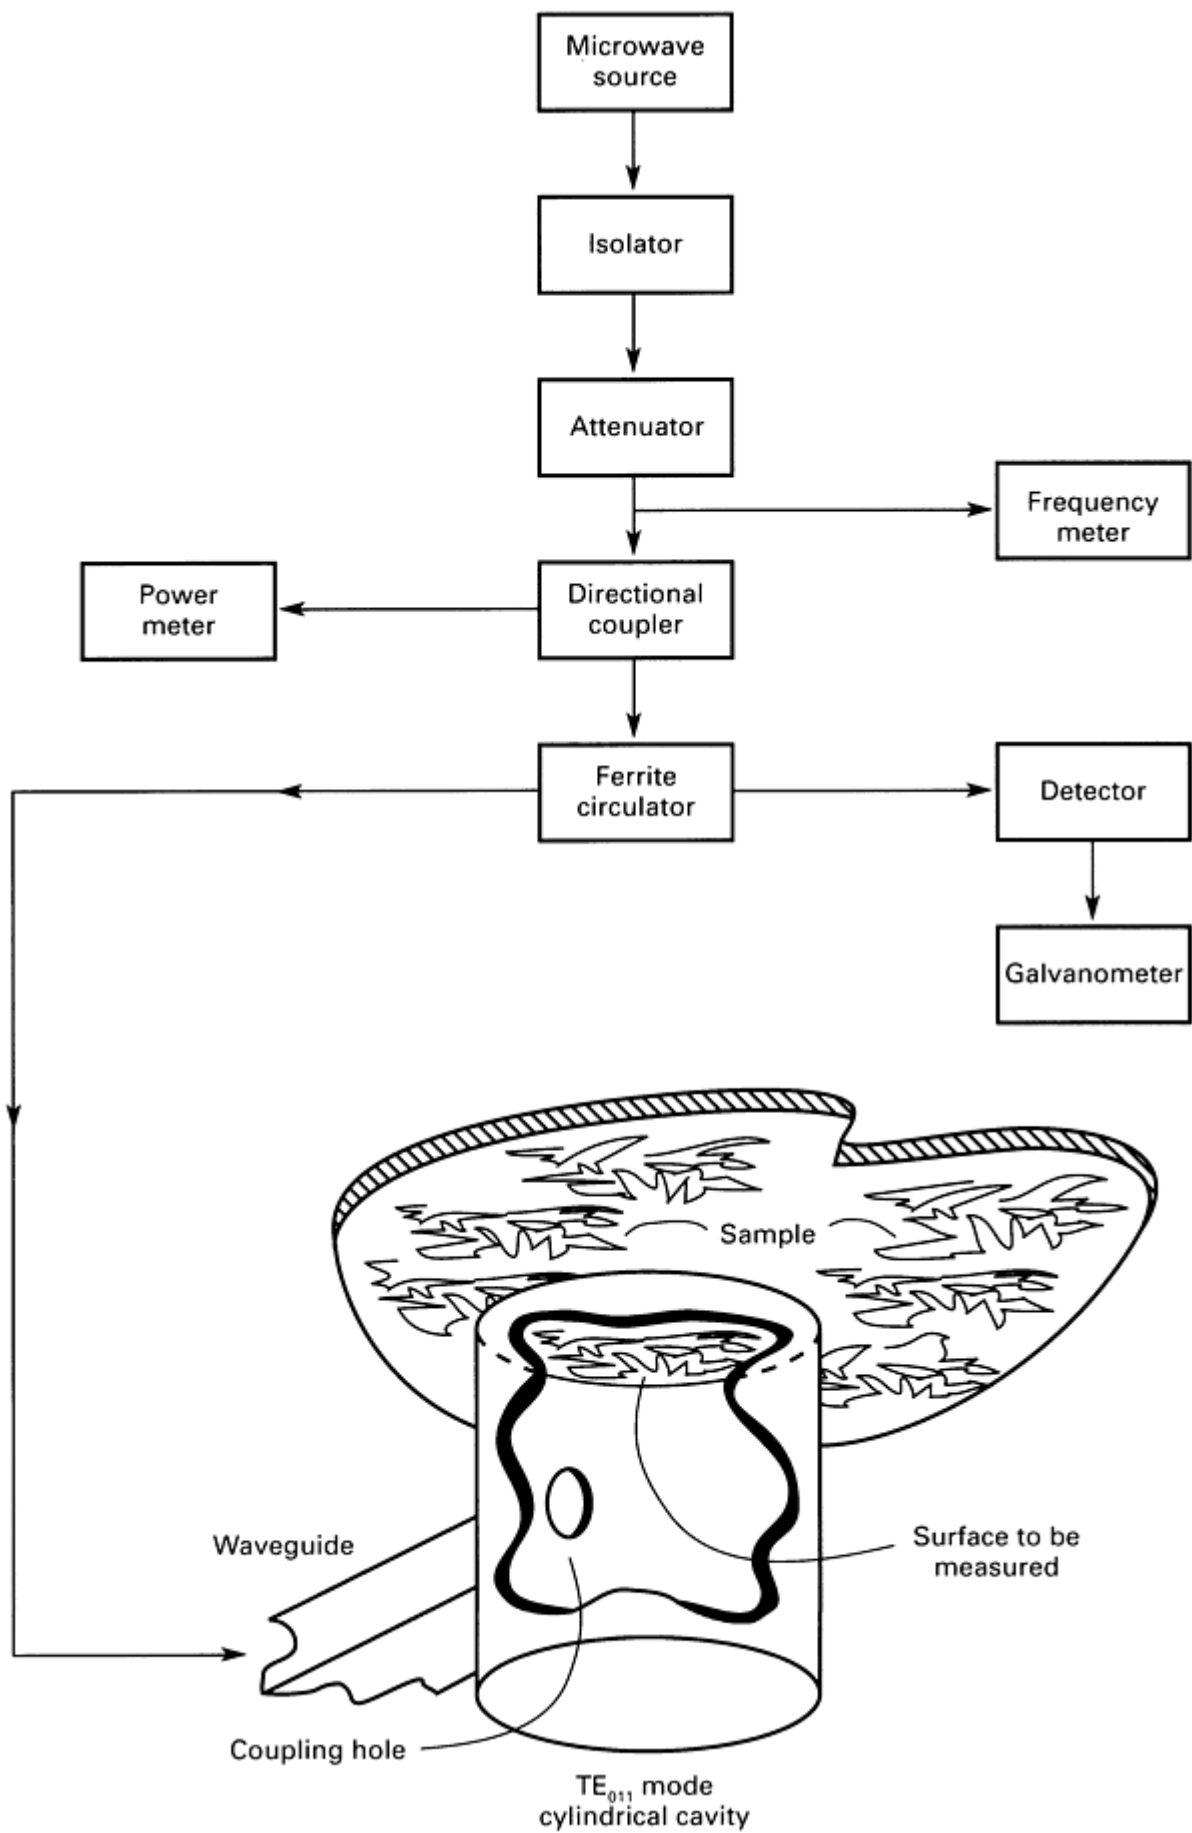 Microwave
source
Isolator
Attenuator
Frequency
meter
Power
meter
Directional
coupler
Ferrite
circulator
Detector
Galvanometer
Sample
Waveguide
Surface to be
measured
Coupling hole
TE₀₁₁ mode
cylindrical cavity